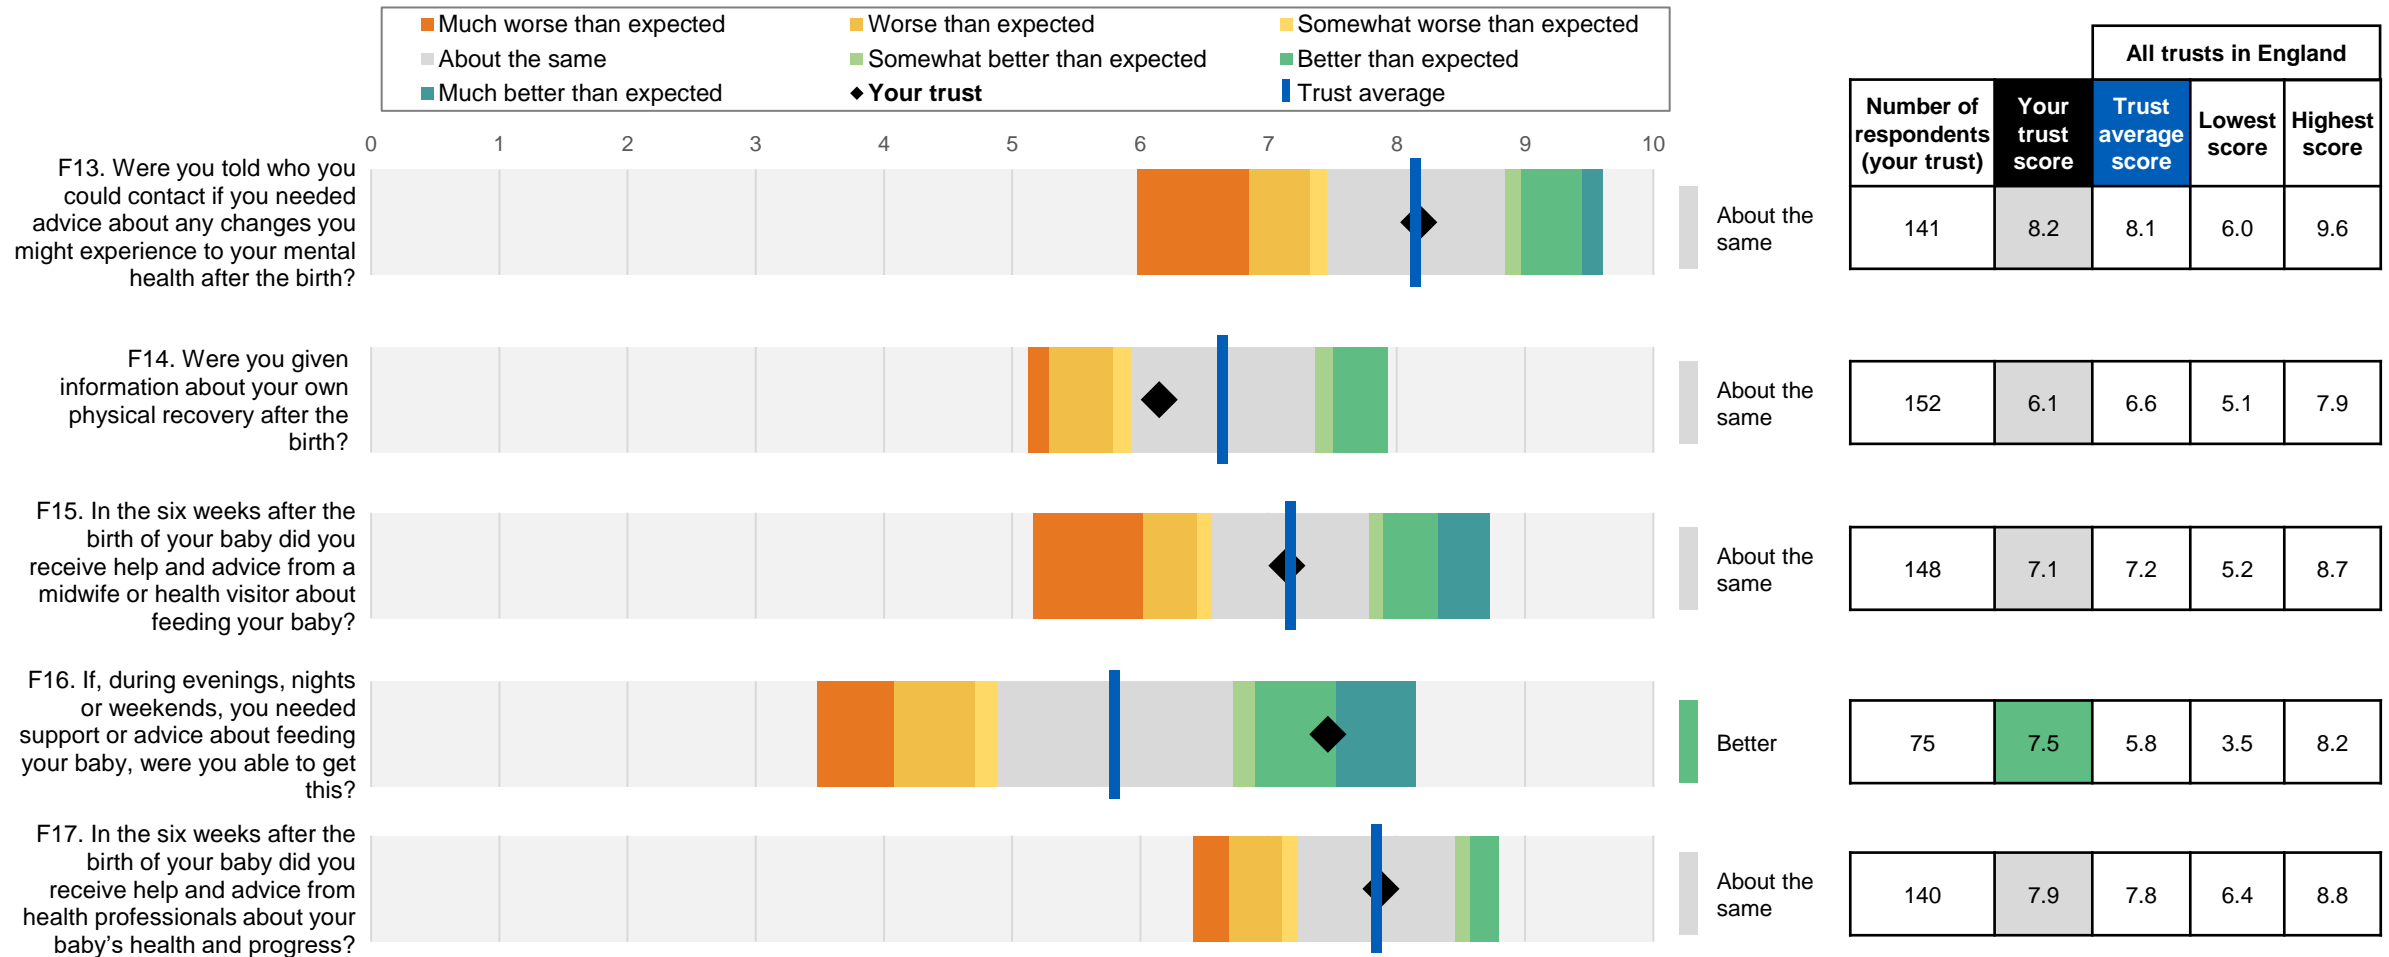 Much worse than expected
Worse than expected
Somewhat worse than expected
About the same
Somewhat better than expected
Better than expected
Much better than expected
Your trust
Trust average
All trusts in England
Number of
respondents
(your trust)
Your
trust
score
Trust
average
score
Lowest
score
Highest
score
0 1 2 3 4 5 6 7 8 9 10
F13. Were you told who you
could contact if you needed
advice about any changes you
might experience to your mental
health after the birth?
About the
same
141 8.2 8.1 6.0 9.6
F14. Were you given
information about your own
physical recovery after the
birth?
About the
same
152 6.1 6.6 5.1 7.9
F15. In the six weeks after the
birth of your baby did you
receive help and advice from a
midwife or health visitor about
feeding your baby?
About the
same
148 7.1 7.2 5.2 8.7
F16. If, during evenings, nights
or weekends, you needed
support or advice about feeding
your baby, were you able to get
this?
Better
75 7.5 5.8 3.5 8.2
F17. In the six weeks after the
birth of your baby did you
receive help and advice from
health professionals about your
baby’s health and progress?
About the
same
140 7.9 7.8 6.4 8.8